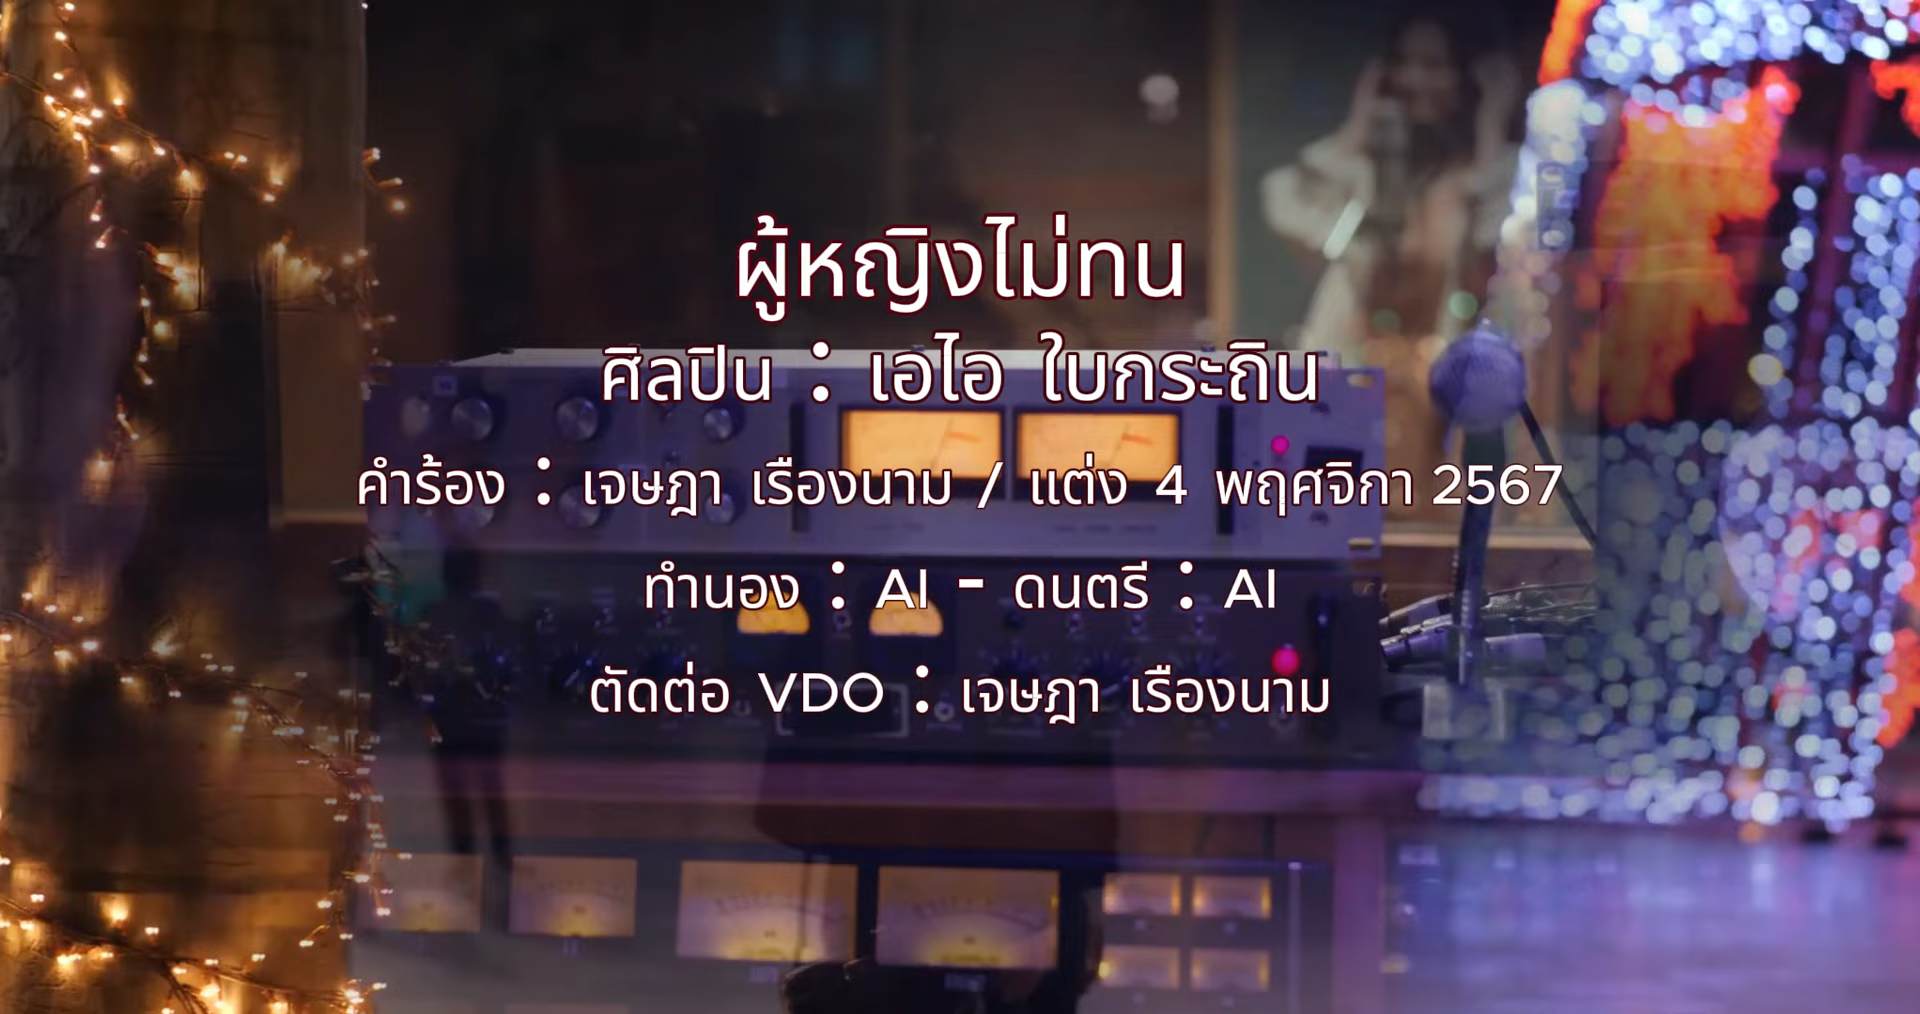 ผู้หญิงไม่ทน
ศิลปิน : เอไอ ใบกระถิน
คำร้อง : เจษฎา เรืองนาม / แต่ง 4 พฤศจิกา 2567
ทำนอง : AI - ดนตรี : AI
ตัดต่อ VDO : เจษฎา เรืองนาม